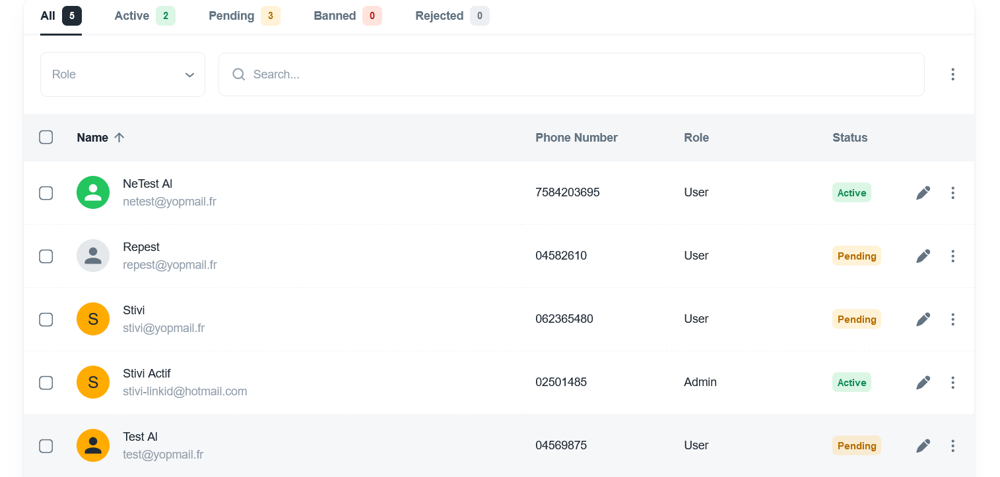 All 5 Active 2 Pending 3 Banned 0 Rejected 0
Role Search...
Name Phone Number Role Status
NeTest Al
netest@yopmail.fr
7584203695 User Active
Repest
repest@yopmail.fr
04582610 User Pending
S
Stivi
stivi@yopmail.fr
062365480 User Pending
S
Stivi Actif
stivi-linkid@hotmail.com
02501485 Admin Active
Test Al
test@yopmail.fr
04569875 User Pending